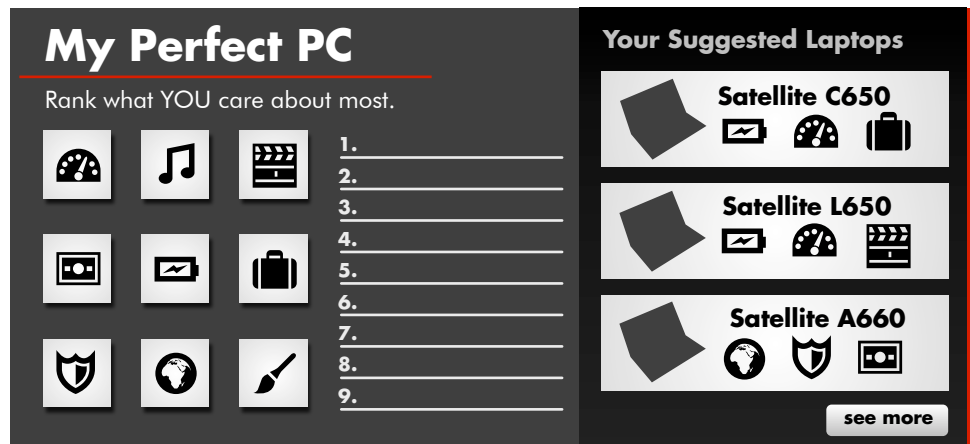 My Perfect PC
Rank what YOU care about most.
1.
2.
3.
4.
5.
6.
7.
8.
9.
Your Suggested Laptops
Satellite C650
Satellite L650
Satellite A660
see more